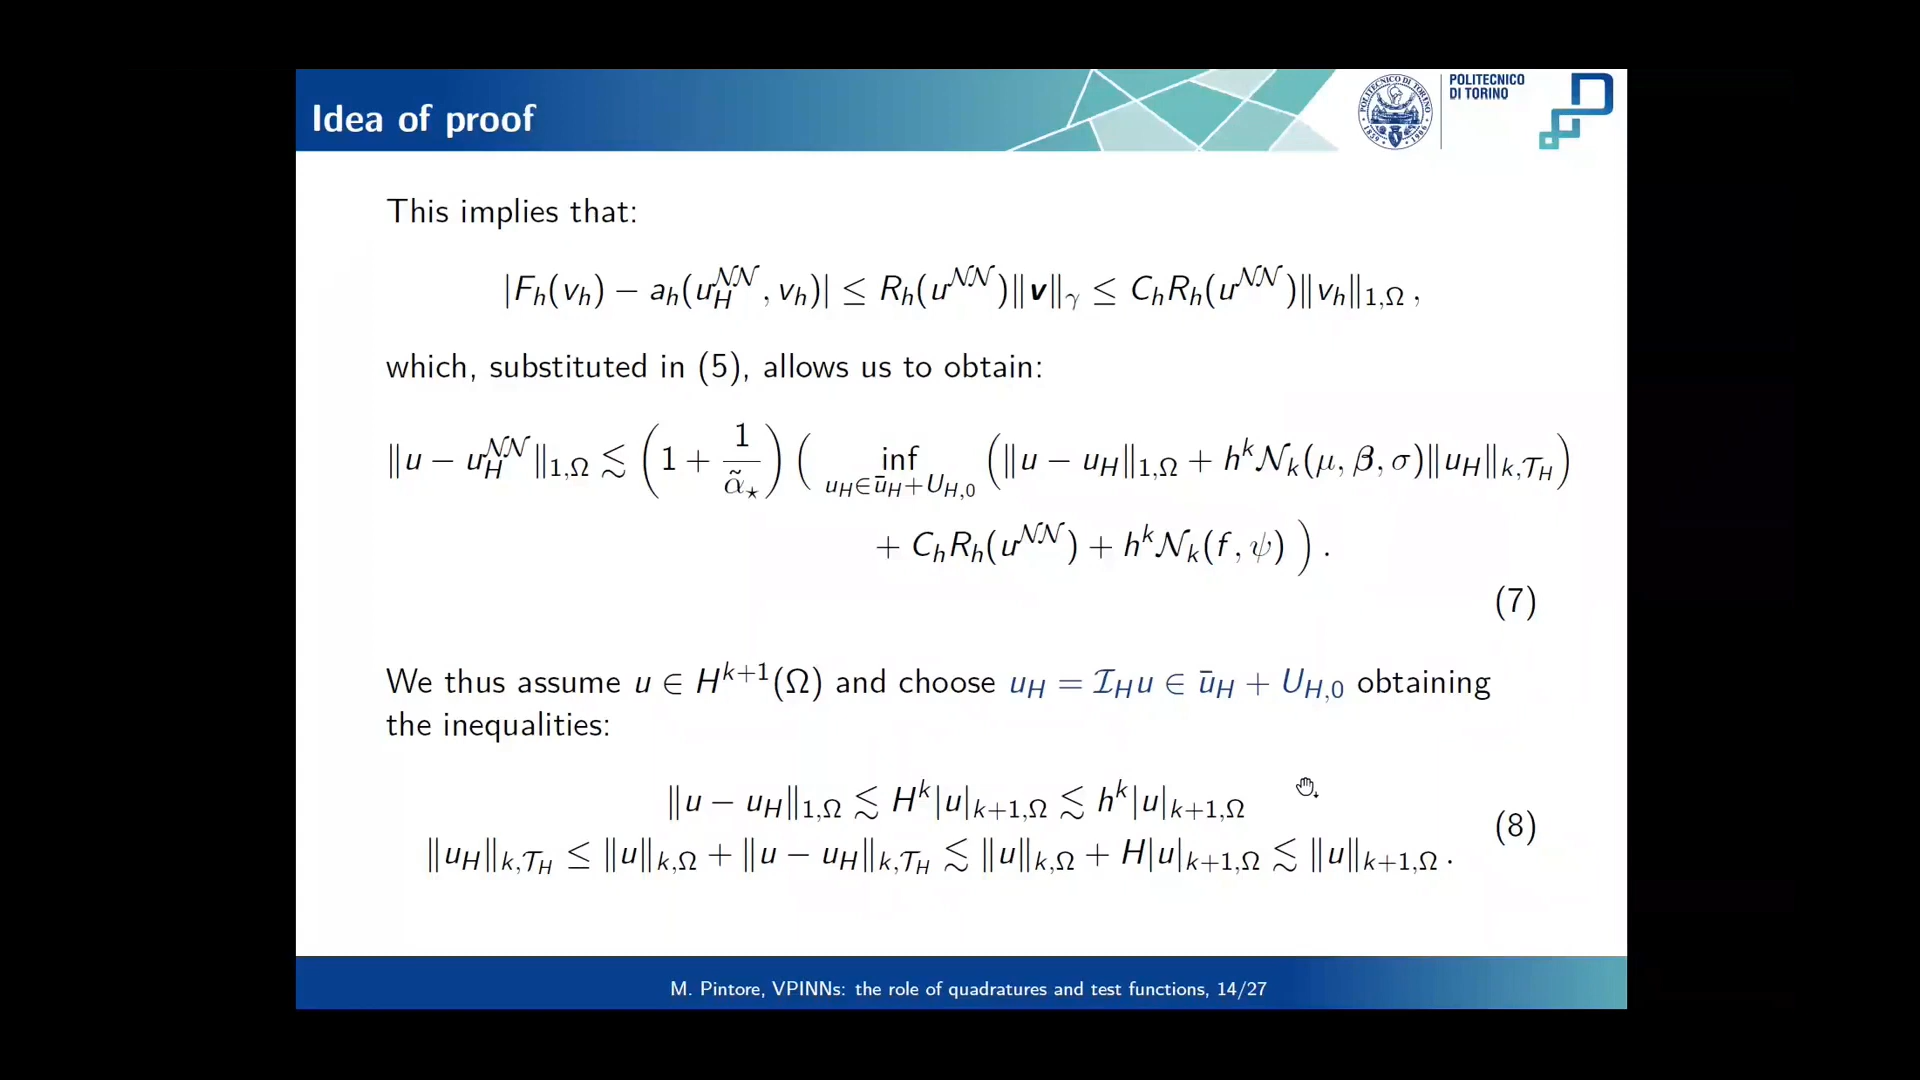 Idea of proof
POLITECNICO
DI TORINO
This implies that:
|F_h(v_h) − a_h(u_H^{𝒩𝒩}, v_h)| ≤ R_h(u^{𝒩𝒩})‖𝒗‖_γ ≤ C_h R_h(u^{𝒩𝒩})‖v_h‖_{1,Ω} ,
which, substituted in (5), allows us to obtain:
‖u − u_H^{𝒩𝒩}‖_{1,Ω} ≲ (1 + 1/α̃_⋆) ( inf_{u_H∈ū_H+U_{H,0}} (‖u − u_H‖_{1,Ω} + h^k 𝒩_k(μ, 𝜷, σ)‖u_H‖_{k,𝒯_H})
+ C_h R_h(u^{𝒩𝒩}) + h^k 𝒩_k(f, ψ) ) .
(7)
We thus assume u ∈ H^{k+1}(Ω) and choose u_H = ℐ_H u ∈ ū_H + U_{H,0} obtaining
the inequalities:
‖u − u_H‖_{1,Ω} ≲ H^k|u|_{k+1,Ω} ≲ h^k|u|_{k+1,Ω}
(8)
‖u_H‖_{k,𝒯_H} ≤ ‖u‖_{k,Ω} + ‖u − u_H‖_{k,𝒯_H} ≲ ‖u‖_{k,Ω} + H|u|_{k+1,Ω} ≲ ‖u‖_{k+1,Ω} .
M. Pintore, VPINNs: the role of quadratures and test functions, 14/27